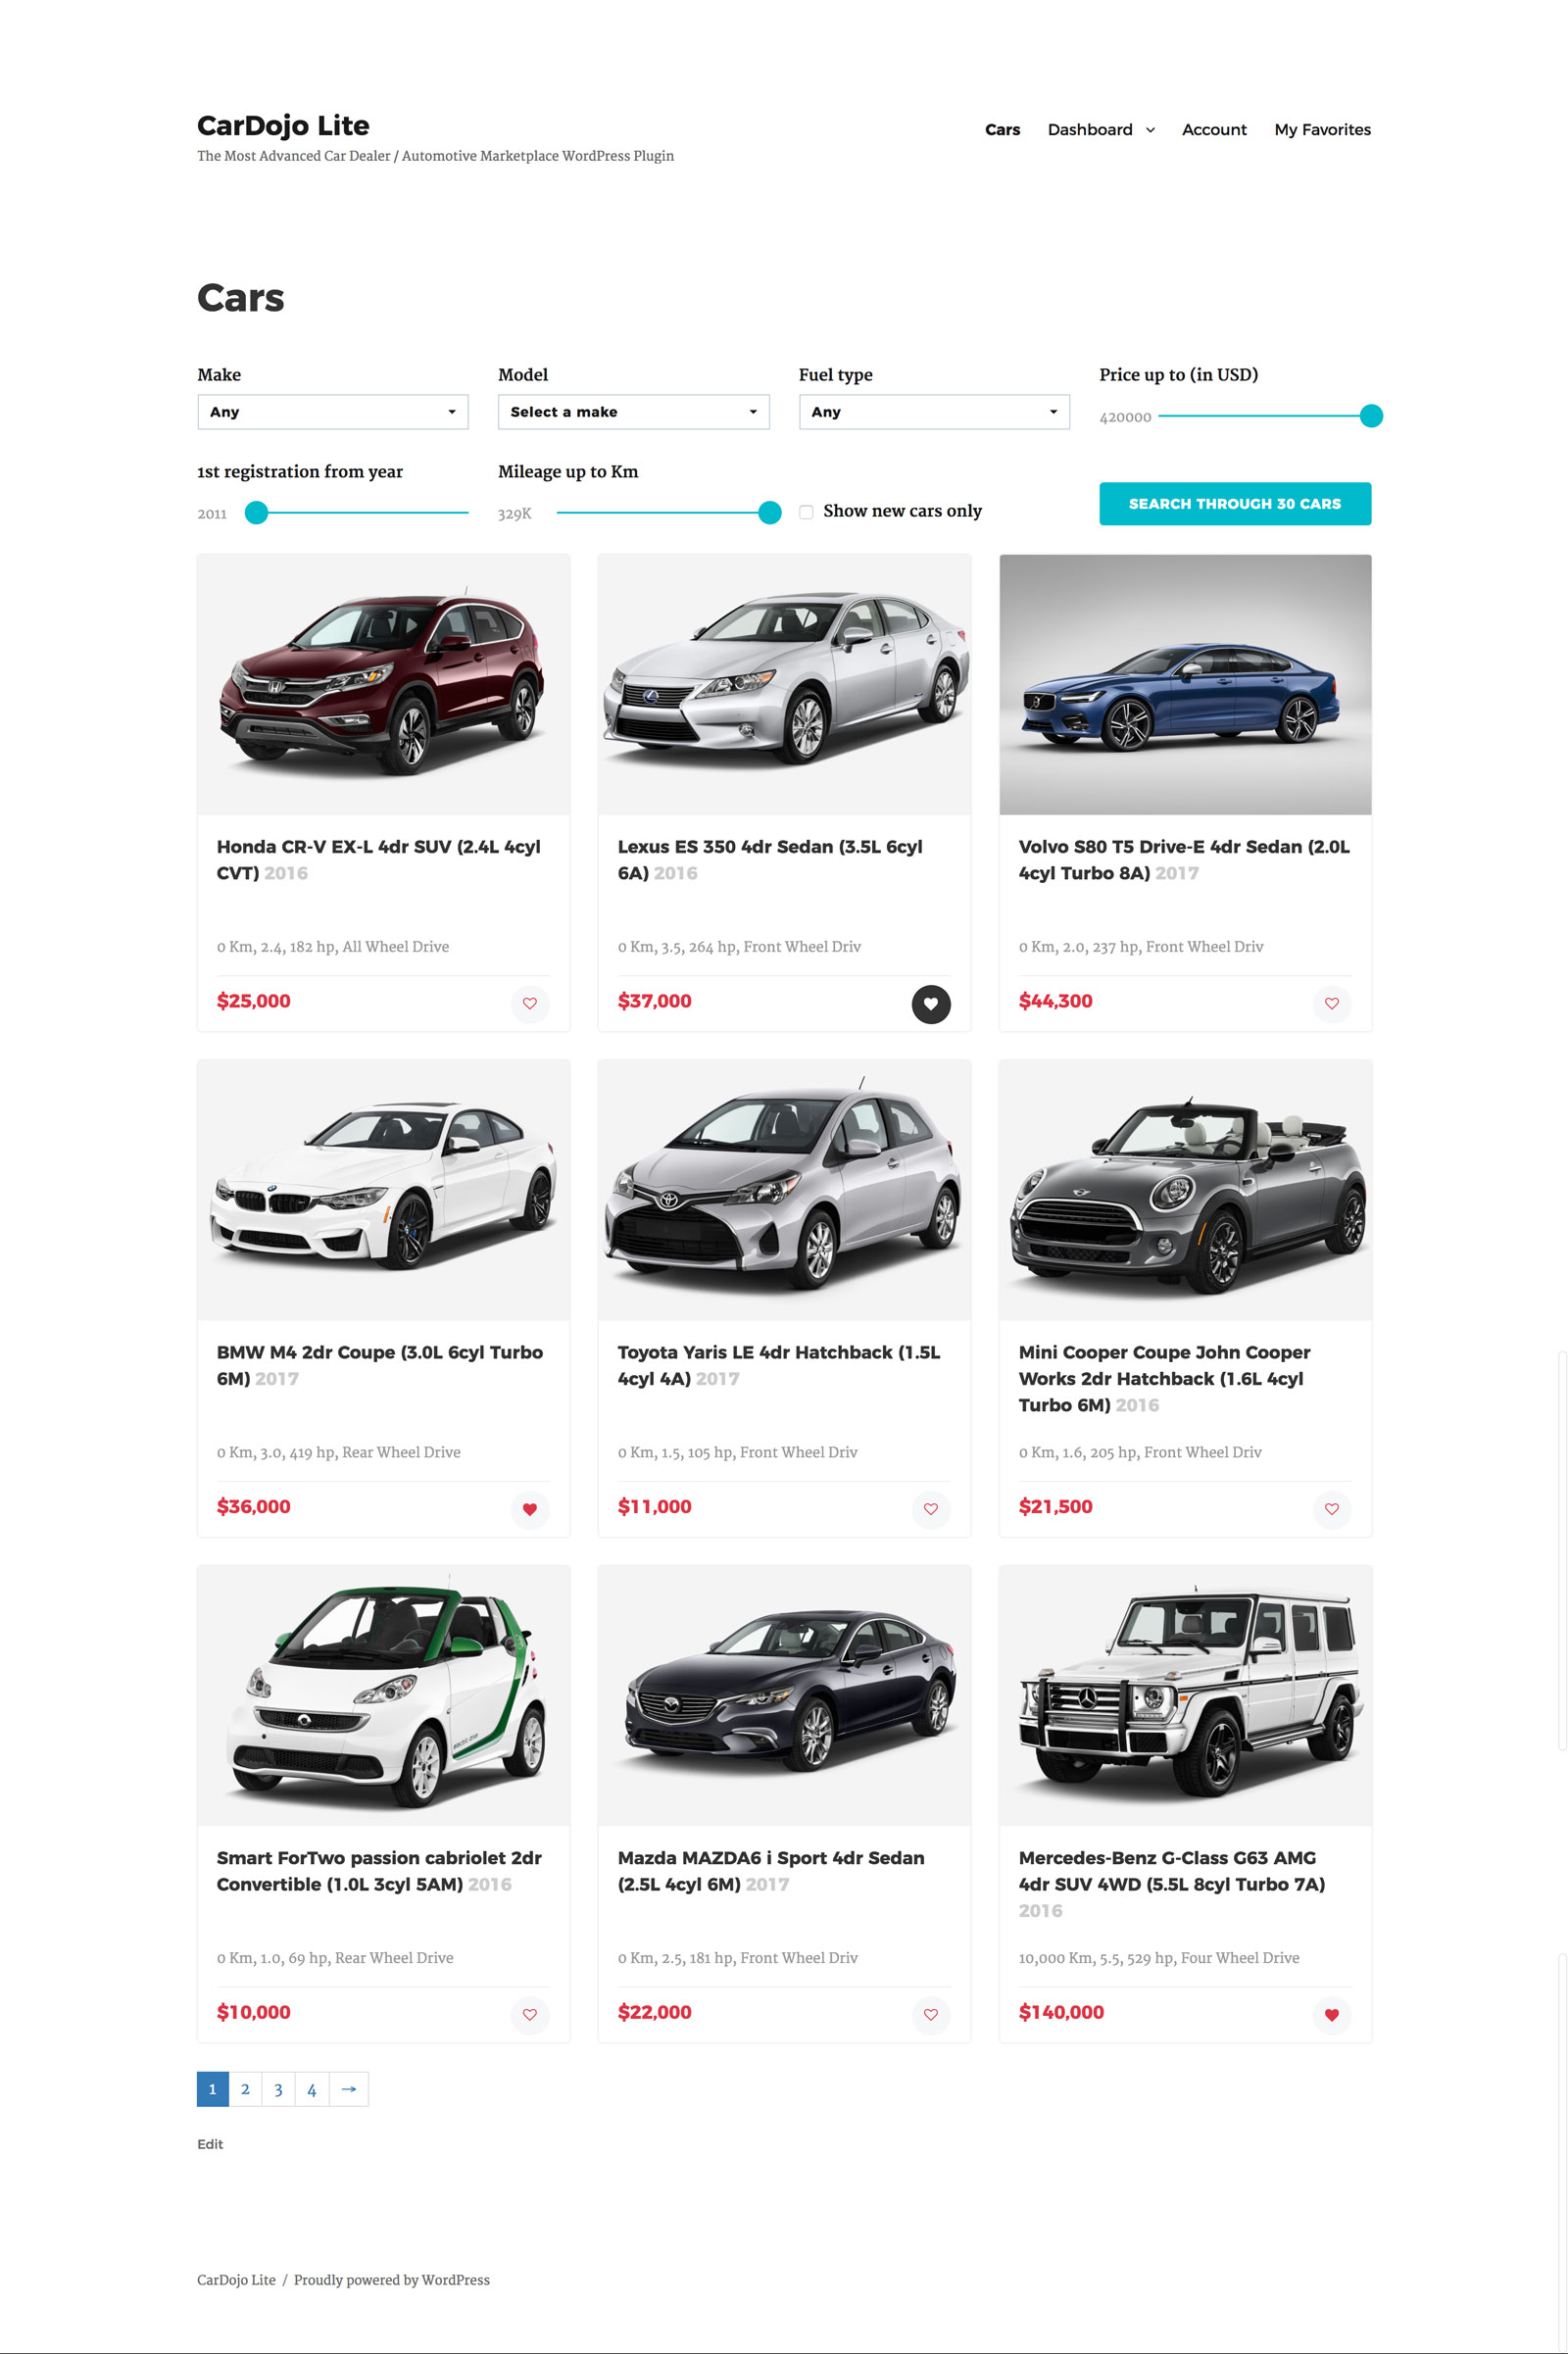 CarDojo Lite
The Most Advanced Car Dealer / Automotive Marketplace WordPress Plugin
Cars Dashboard Account My Favorites
Cars
Make Model Fuel type Price up to (in USD)
Any Select a make Any 420000
1st registration from year Mileage up to Km
2011 329K Show new cars only SEARCH THROUGH 30 CARS
Honda CR-V EX-L 4dr SUV (2.4L 4cyl
CVT) 2016
0 Km, 2.4, 182 hp, All Wheel Drive
$25,000
Lexus ES 350 4dr Sedan (3.5L 6cyl
6A) 2016
0 Km, 3.5, 264 hp, Front Wheel Driv
$37,000
Volvo S80 T5 Drive-E 4dr Sedan (2.0L
4cyl Turbo 8A) 2017
0 Km, 2.0, 237 hp, Front Wheel Driv
$44,300
BMW M4 2dr Coupe (3.0L 6cyl Turbo
6M) 2017
0 Km, 3.0, 419 hp, Rear Wheel Drive
$36,000
Toyota Yaris LE 4dr Hatchback (1.5L
4cyl 4A) 2017
0 Km, 1.5, 105 hp, Front Wheel Driv
$11,000
Mini Cooper Coupe John Cooper
Works 2dr Hatchback (1.6L 4cyl
Turbo 6M) 2016
0 Km, 1.6, 205 hp, Front Wheel Driv
$21,500
Smart ForTwo passion cabriolet 2dr
Convertible (1.0L 3cyl 5AM) 2016
0 Km, 1.0, 69 hp, Rear Wheel Drive
$10,000
Mazda MAZDA6 i Sport 4dr Sedan
(2.5L 4cyl 6M) 2017
0 Km, 2.5, 181 hp, Front Wheel Driv
$22,000
Mercedes-Benz G-Class G63 AMG
4dr SUV 4WD (5.5L 8cyl Turbo 7A)
2016
10,000 Km, 5.5, 529 hp, Four Wheel Drive
$140,000
1 2 3 4 →
Edit
CarDojo Lite / Proudly powered by WordPress